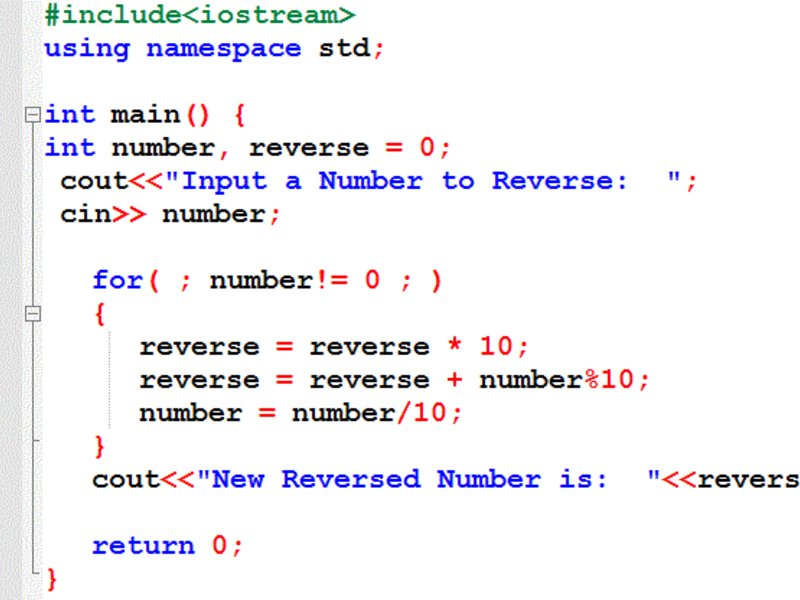 #include<iostream>
using namespace std;
int main() {
int number, reverse = 0;
cout<<"Input a Number to Reverse:  ";
cin>> number;
for( ; number!= 0 ; )
{
reverse = reverse * 10;
reverse = reverse + number%10;
number = number/10;
}
cout<<"New Reversed Number is:  "<<revers
return 0;
}